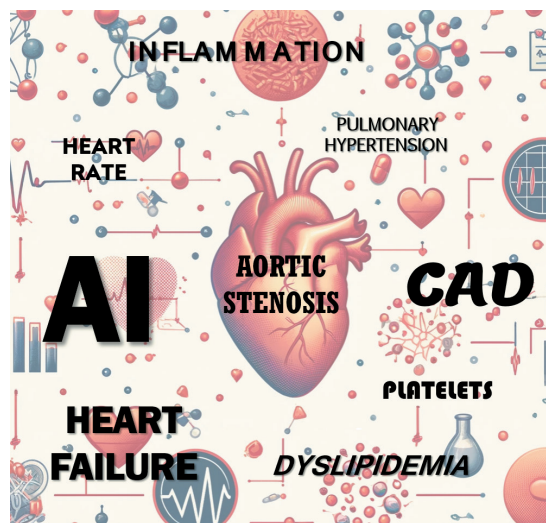 INFLAMMATION
PULMONARY
HYPERTENSION
HEART
RATE
AORTIC
STENOSIS
AI
CAD
PLATELETS
HEART
FAILURE
DYSLIPIDEMIA